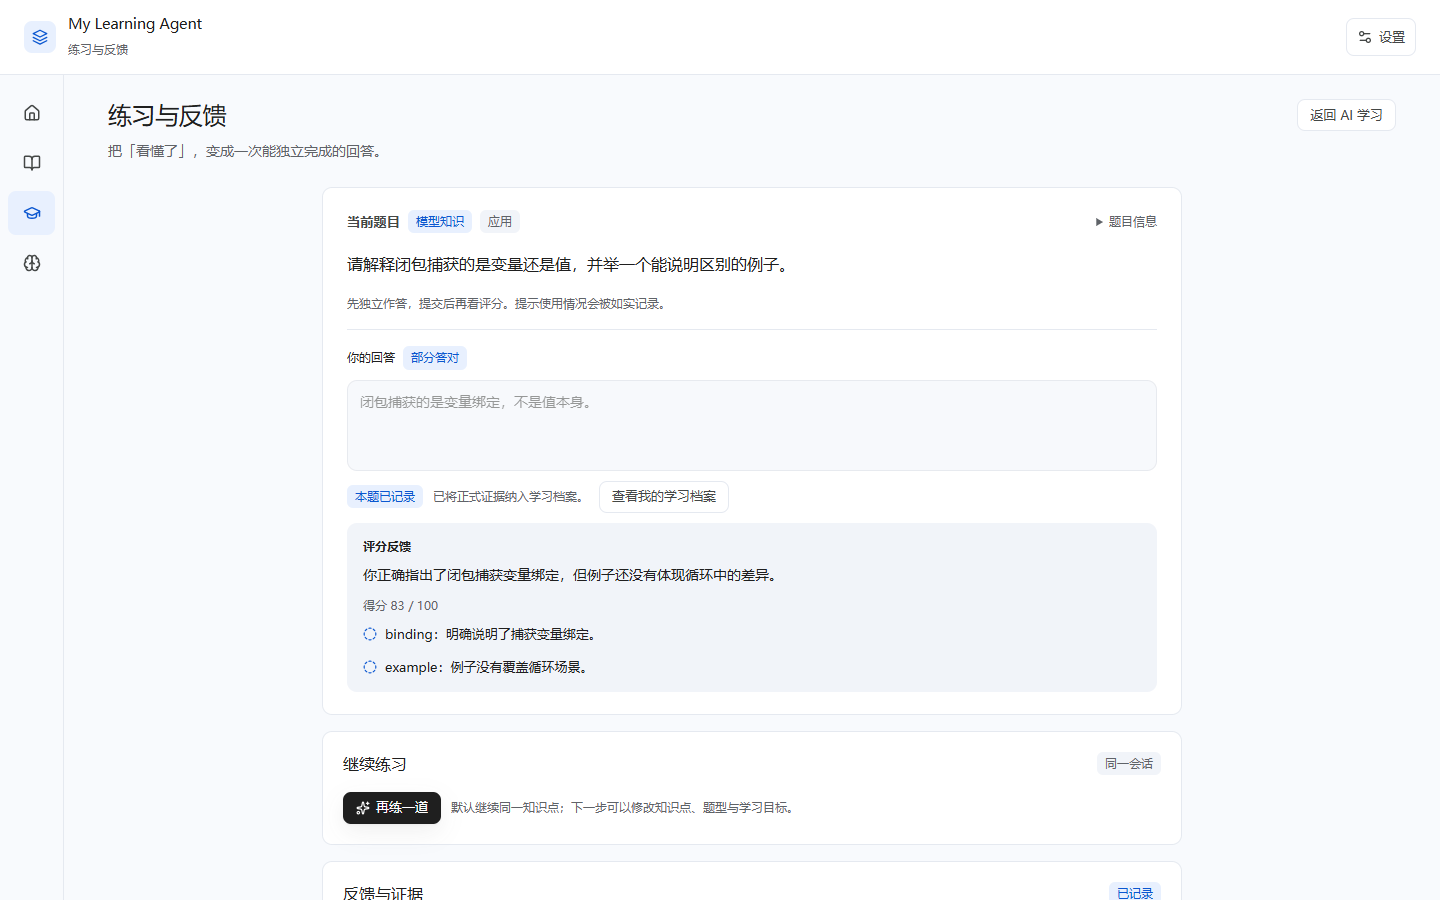 My Learning Agent
练习与反馈
设置
练习与反馈
返回 AI 学习
把「看懂了」，变成一次能独立完成的回答。
当前题目 模型知识 应用
题目信息
请解释闭包捕获的是变量还是值，并举一个能说明区别的例子。
先独立作答，提交后再看评分。提示使用情况会被如实记录。
你的回答 部分答对
闭包捕获的是变量绑定，不是值本身。
本题已记录 已将正式证据纳入学习档案。 查看我的学习档案
评分反馈
你正确指出了闭包捕获变量绑定，但例子还没有体现循环中的差异。
得分 83 / 100
binding：明确说明了捕获变量绑定。
example：例子没有覆盖循环场景。
继续练习
同一会话
再练一道 默认继续同一知识点；下一步可以修改知识点、题型与学习目标。
反馈与证据
已记录